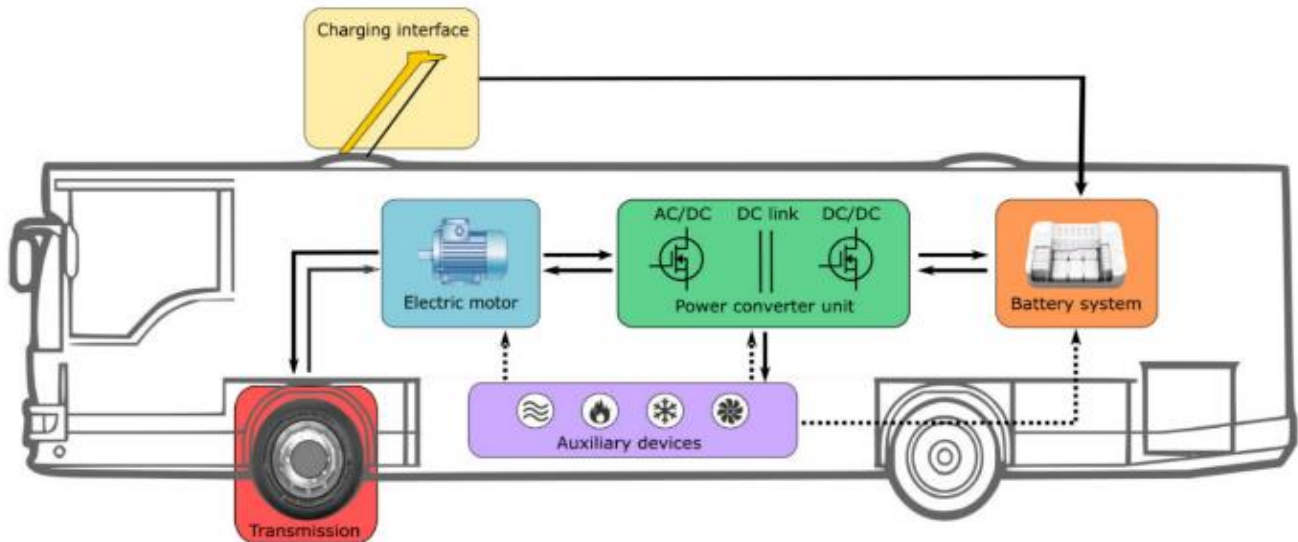 Charging interface
AC/DC DC link DC/DC
Electric motor
Power converter unit
Battery system
Auxiliary devices
Transmission